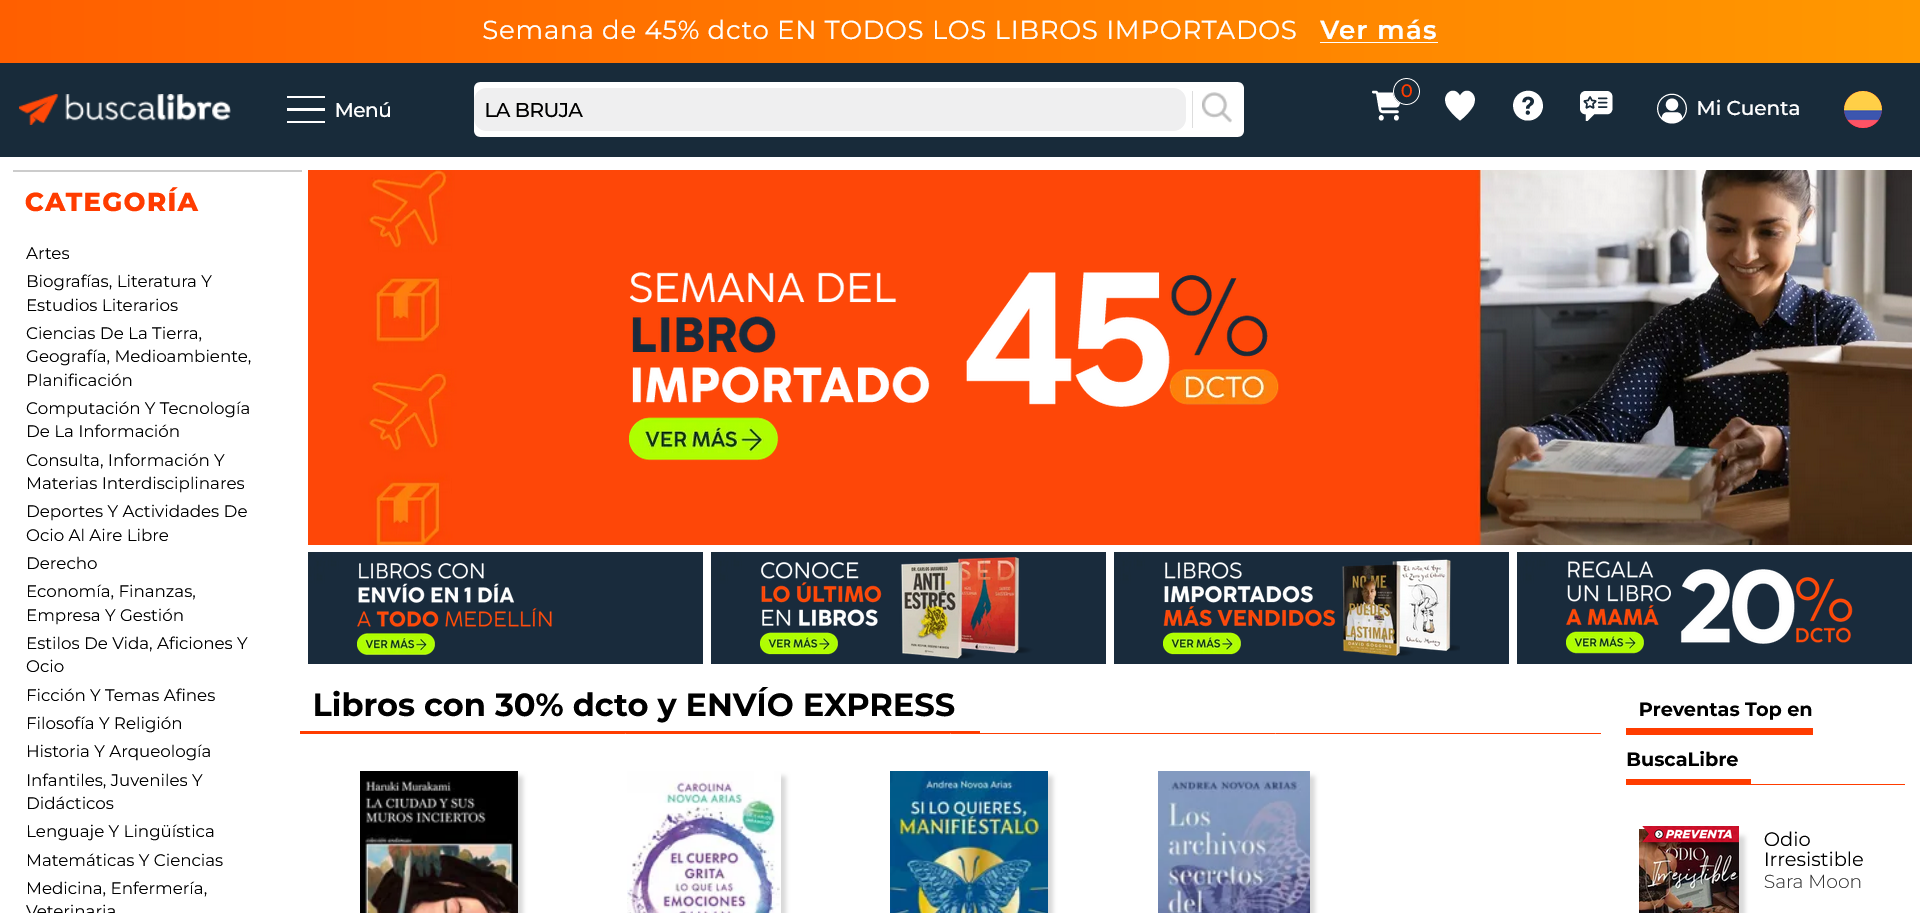 Semana de 45% dcto EN TODOS LOS LIBROS IMPORTADOS Ver más
buscalibre
Menú
LA BRUJA
0
Mi Cuenta
CATEGORÍA
Artes
Biografías, Literatura Y
Estudios Literarios
Ciencias De La Tierra,
Geografía, Medioambiente,
Planificación
Computación Y Tecnología
De La Información
Consulta, Información Y
Materias Interdisciplinares
Deportes Y Actividades De
Ocio Al Aire Libre
Derecho
Economía, Finanzas,
Empresa Y Gestión
Estilos De Vida, Aficiones Y
Ocio
Ficción Y Temas Afines
Filosofía Y Religión
Historia Y Arqueología
Infantiles, Juveniles Y
Didácticos
Lenguaje Y Lingüística
Matemáticas Y Ciencias
Medicina, Enfermería,
Veterinaria
SEMANA DEL
LIBRO
IMPORTADO
45%
DCTO
VER MÁS
LIBROS CON
ENVÍO EN 1 DÍA
A TODO MEDELLÍN
VER MÁS
CONOCE
LO ÚLTIMO
EN LIBROS
VER MÁS
ANTI
ESTRÉS
SED
LIBROS
IMPORTADOS
MÁS VENDIDOS
VER MÁS
NO ME
PUEDES
LASTIMAR
DAVID GOGGINS
REGALA
UN LIBRO
A MAMÁ
VER MÁS
20%
DCTO
Libros con 30% dcto y ENVÍO EXPRESS
Haruki Murakami
LA CIUDAD Y SUS
MUROS INCIERTOS
CAROLINA
NOVOA ARIAS
EL CUERPO
GRITA
LO QUE LAS
EMOCIONES
CALLAN
Andrea Novoa Arias
SI LO QUIERES,
MANIFIÉSTALO
ANDREA NOVOA ARIAS
Los
archivos
secretos
del
Preventas Top en
BuscaLibre
PREVENTA
ODIO
Irresistible
Odio
Irresistible
Sara Moon